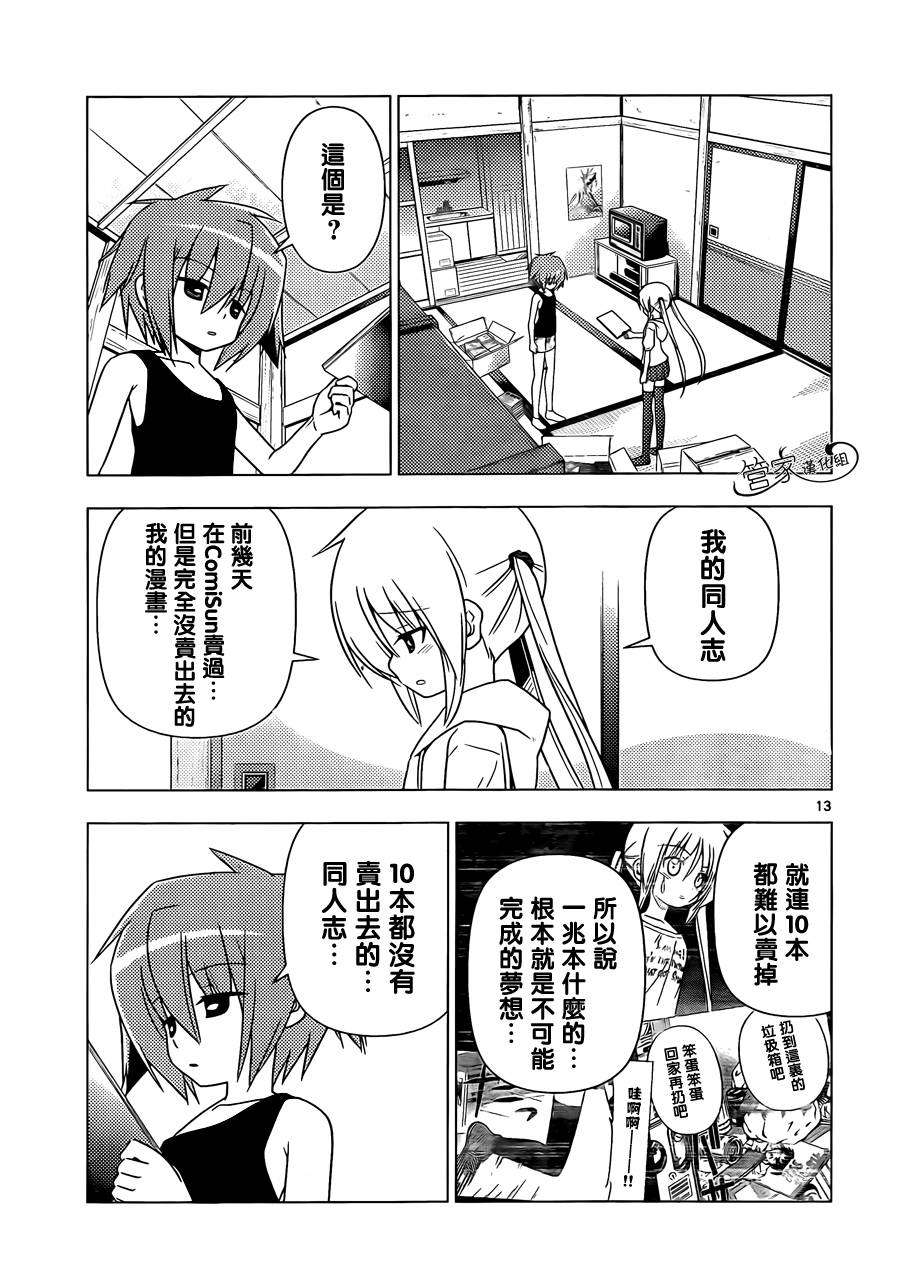 這個是？
管家漢化組
我的同人志
前幾天
在ComiSun賣過…
但是完全沒賣出去的
我的漫畫…
13
就連10本
都難以賣掉
所以說
一兆本什麼的…
根本就是不可能
完成的夢想…
扔到這裏的
垃圾箱吧
笨蛋笨蛋
回家再扔吧
哇啊啊——!!
10本都沒有
賣出去的…
同人志…